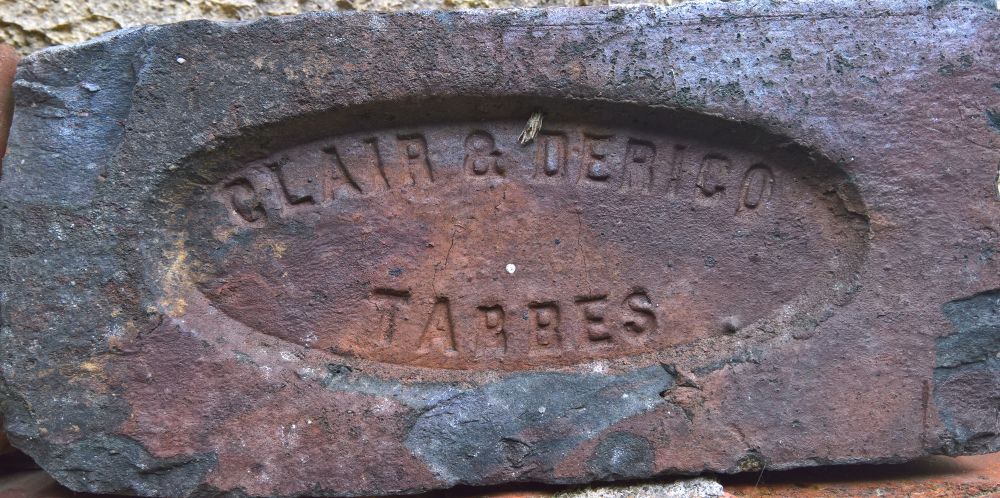 CLAIR & DERICO
TARBES